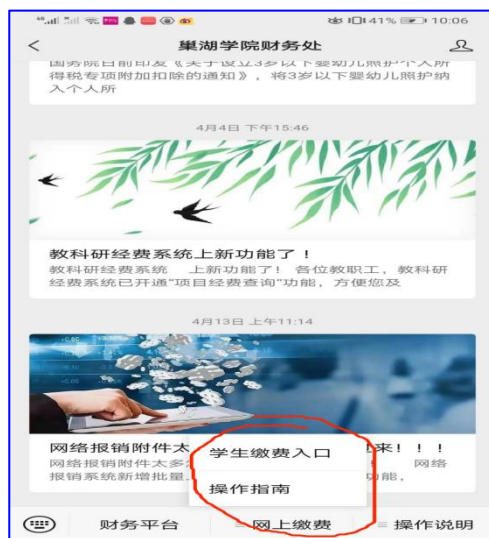 41% 10:06
巢湖学院财务处
国务院日前印发《关于设立3岁以下婴幼儿照护个人所
得税专项附加扣除的通知》，将3岁以下婴幼儿照护纳
入个人所
4月4日 下午15:46
教科研经费系统上新功能了！
教科研经费系统 上新功能了！ 各位教职工，教科研
经费系统已开通“项目经费查询”功能，方便您及
4月13日 上午11:14
网络报销附件太 来！！！
网络报销附件太多 ！ 网络
报销系统新增批量 功能，
学生缴费入口
操作指南
财务平台 网上缴费 操作说明